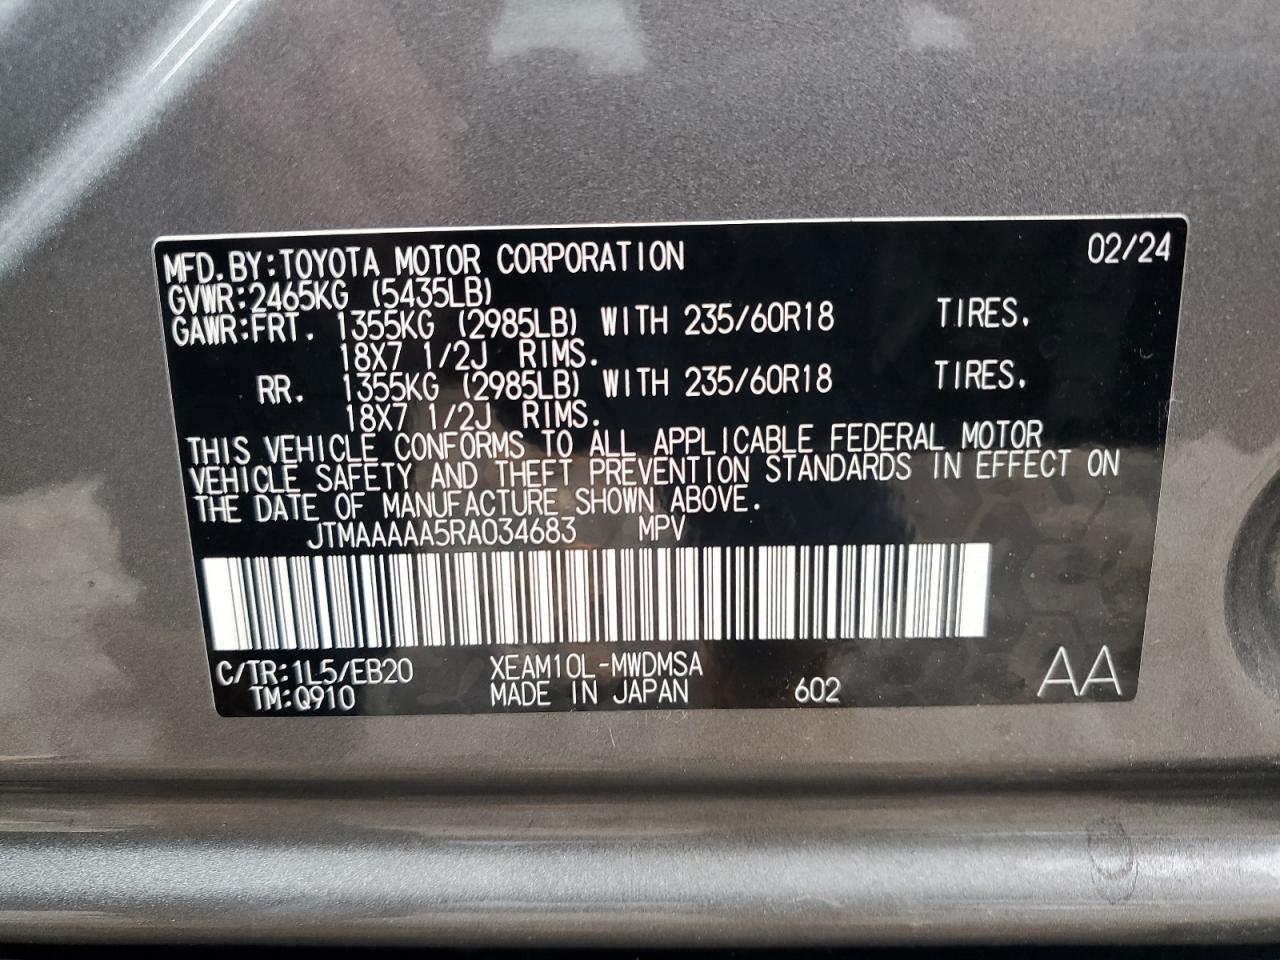 MFD.BY:TOYOTA MOTOR CORPORATION 02/24
GVWR:2465KG (5435LB)
GAWR:FRT. 1355KG (2985LB) WITH 235/60R18 TIRES.
18X7 1/2J RIMS.
RR. 1355KG (2985LB) WITH 235/60R18 TIRES.
18X7 1/2J RIMS.
THIS VEHICLE CONFORMS TO ALL APPLICABLE FEDERAL MOTOR
VEHICLE SAFETY AND THEFT PREVENTION STANDARDS IN EFFECT ON
THE DATE OF MANUFACTURE SHOWN ABOVE.
JTMAAAAA5RA034683 MPV
C/TR:1L5/EB20 XEAM10L-MWDMSA AA
TM:Q910 MADE IN JAPAN 602